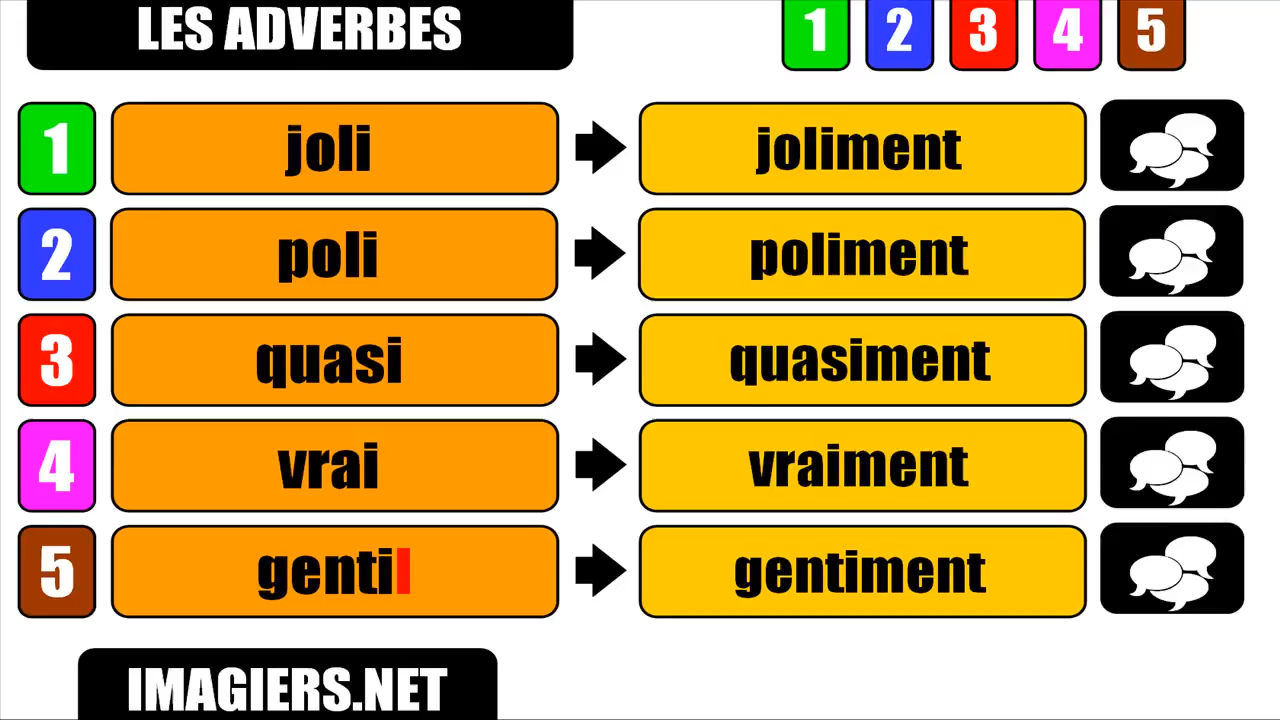 LES ADVERBES
1 2 3 4 5
1 joli joliment
2 poli poliment
3 quasi quasiment
4 vrai vraiment
5 gentil gentiment
IMAGIERS.NET